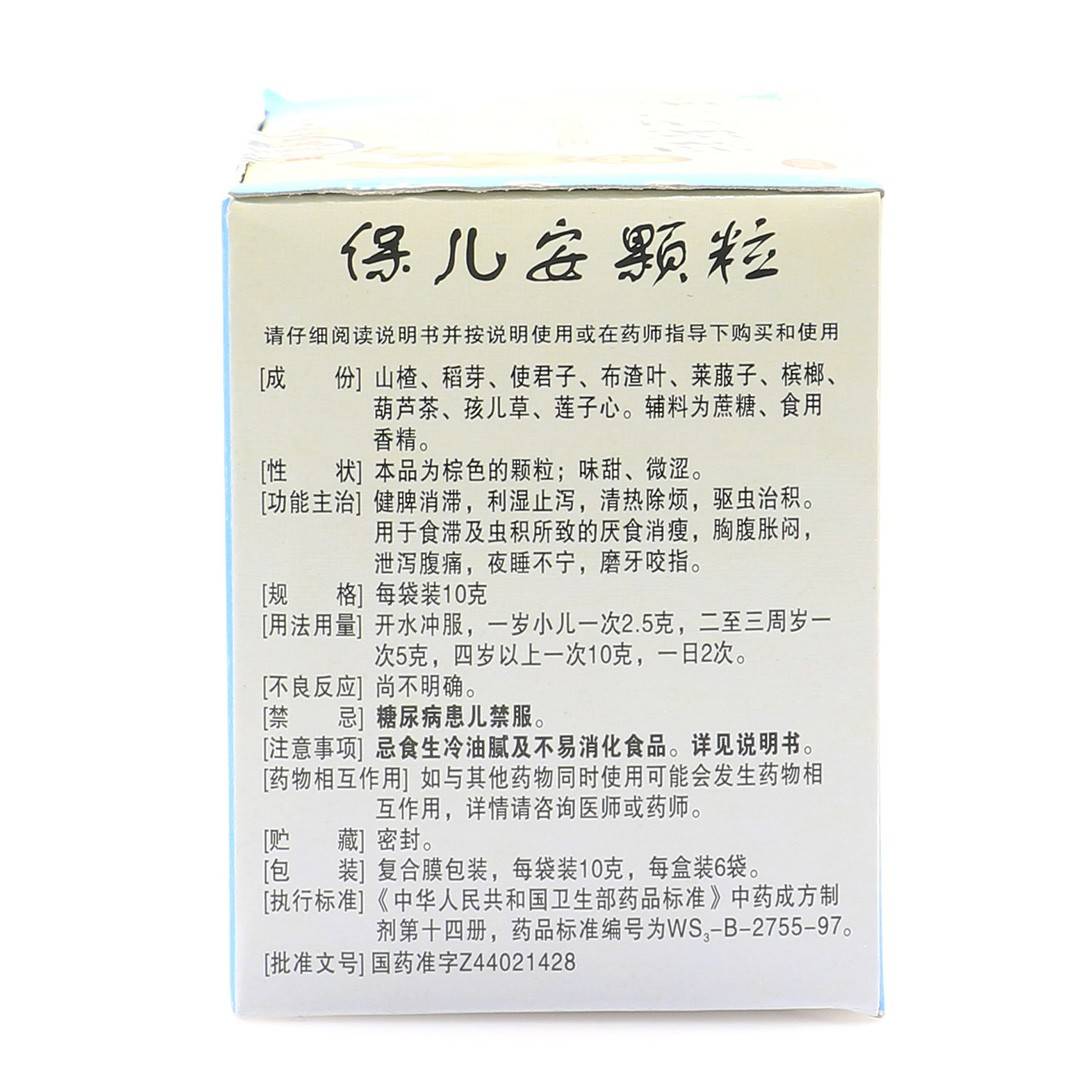 保儿安颗粒
请仔细阅读说明书并按说明使用或在药师指导下购买和使用
[成 份] 山楂、稻芽、使君子、布渣叶、莱菔子、槟榔、
葫芦茶、孩儿草、莲子心。辅料为蔗糖、食用
香精。
[性 状] 本品为棕色的颗粒；味甜、微涩。
[功能主治] 健脾消滞，利湿止泻，清热除烦，驱虫治积。
用于食滞及虫积所致的厌食消瘦，胸腹胀闷，
泄泻腹痛，夜睡不宁，磨牙咬指。
[规 格] 每袋装10克
[用法用量] 开水冲服，一岁小儿一次2.5克，二至三周岁一
次5克，四岁以上一次10克，一日2次。
[不良反应] 尚不明确。
[禁 忌] 糖尿病患儿禁服。
[注意事项] 忌食生冷油腻及不易消化食品。详见说明书。
[药物相互作用] 如与其他药物同时使用可能会发生药物相
互作用，详情请咨询医师或药师。
[贮 藏] 密封。
[包 装] 复合膜包装，每袋装10克，每盒装6袋。
[执行标准]《中华人民共和国卫生部药品标准》中药成方制
剂第十四册，药品标准编号为WS₃-B-2755-97。
[批准文号] 国药准字Z44021428